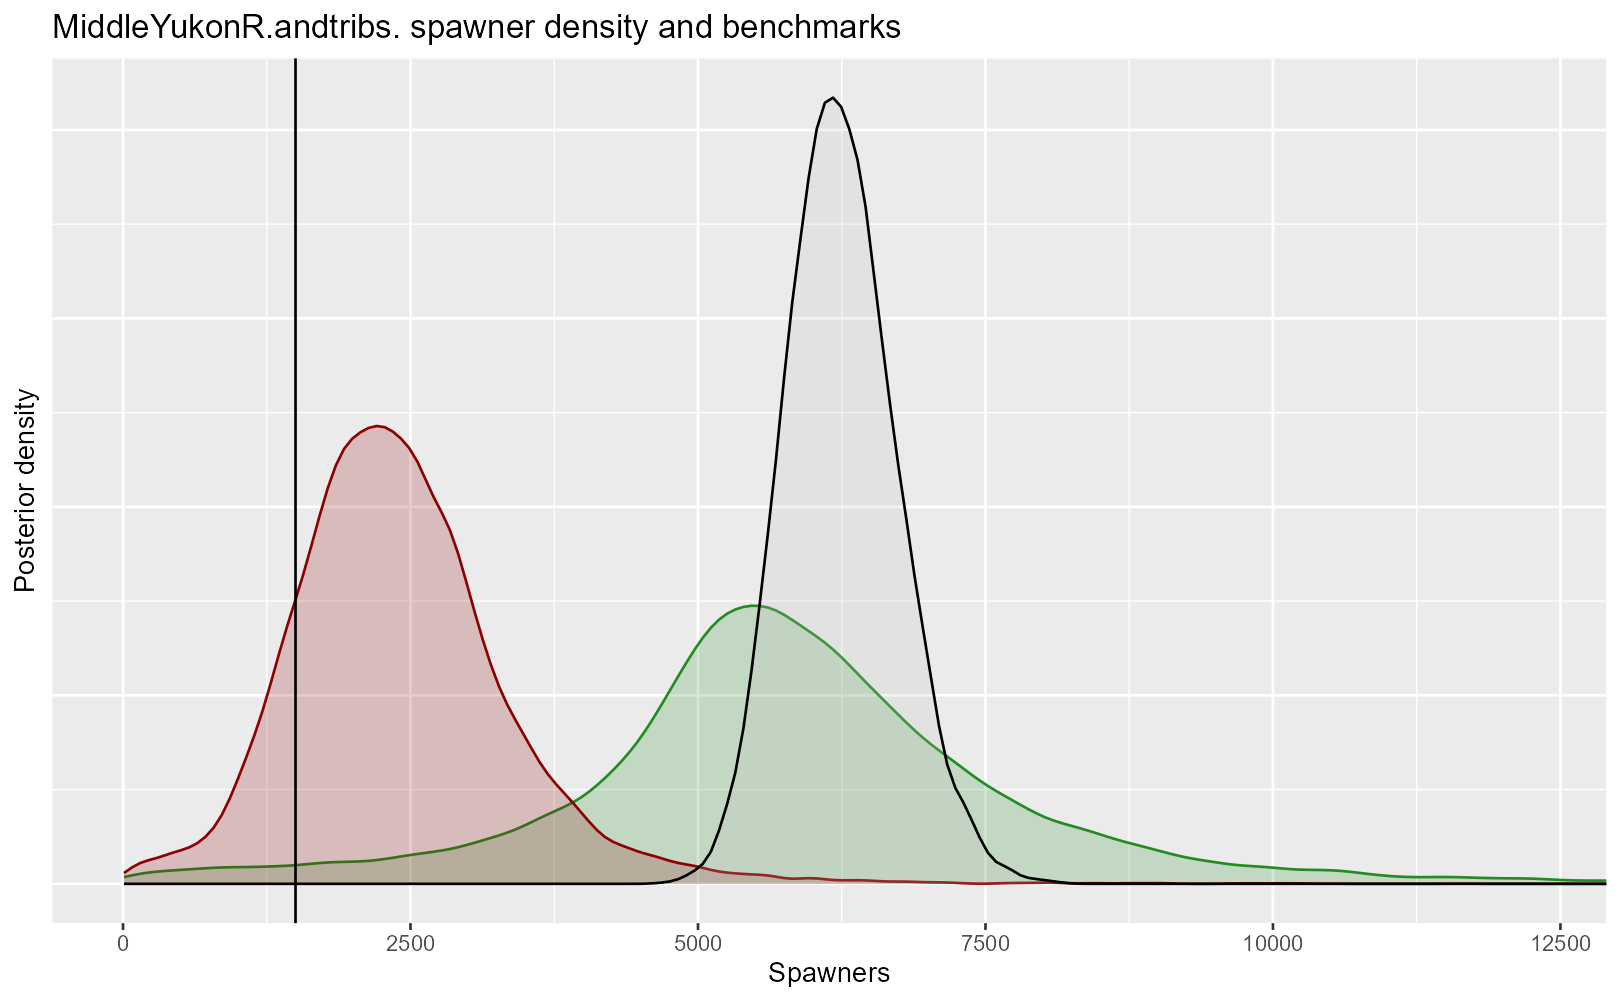 MiddleYukonR.andtribs. spawner density and benchmarks
Posterior density
0 2500 5000 7500 10000 12500
Spawners